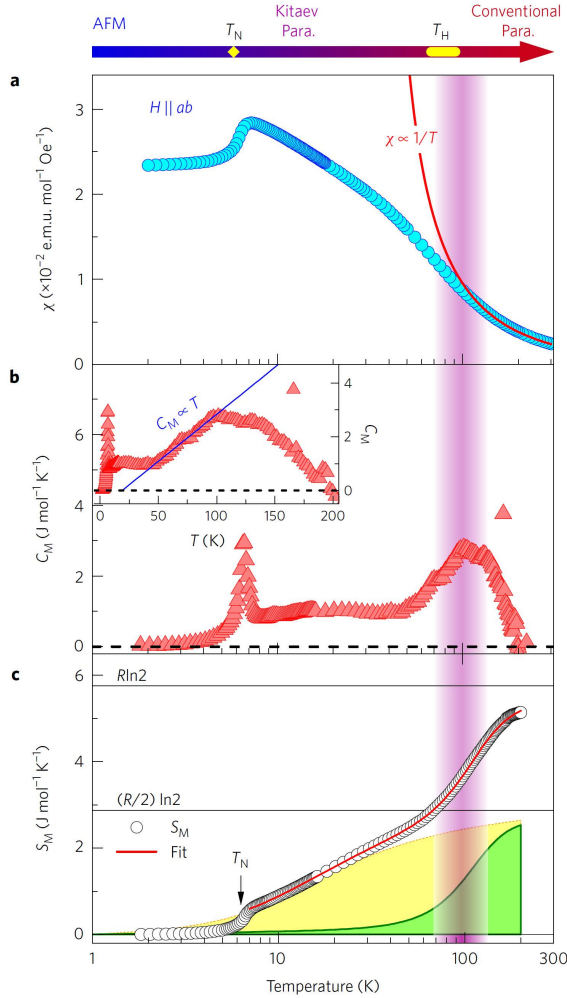 AFM
T_N
Kitaev
Para.
T_H
Conventional
Para.
a
H || ab
χ ∝ 1/T
3
2
1
0
χ (×10⁻² e.m.u. mol⁻¹ Oe⁻¹)
b
C_M ∝ T
4
2
0
C_M
0 50 100 150 200
T (K)
6
4
2
0
C_M (J mol⁻¹ K⁻¹)
c
Rln2
(R/2) ln2
S_M
Fit
T_N
6
4
2
0
S_M (J mol⁻¹ K⁻¹)
1 10 100 300
Temperature (K)